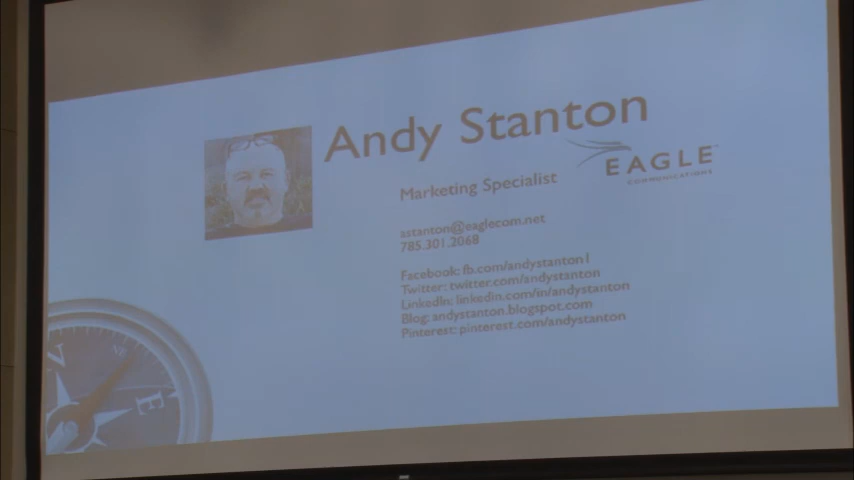 Andy Stanton
EAGLE
COMMUNICATIONS
Marketing Specialist
astanton@eaglecom.net
785.301.2068
Facebook: fb.com/andystanton1
Twitter: twitter.com/andystanton
LinkedIn: linkedin.com/in/andystanton
Blog: andystanton.blogspot.com
Pinterest: pinterest.com/andystanton
E